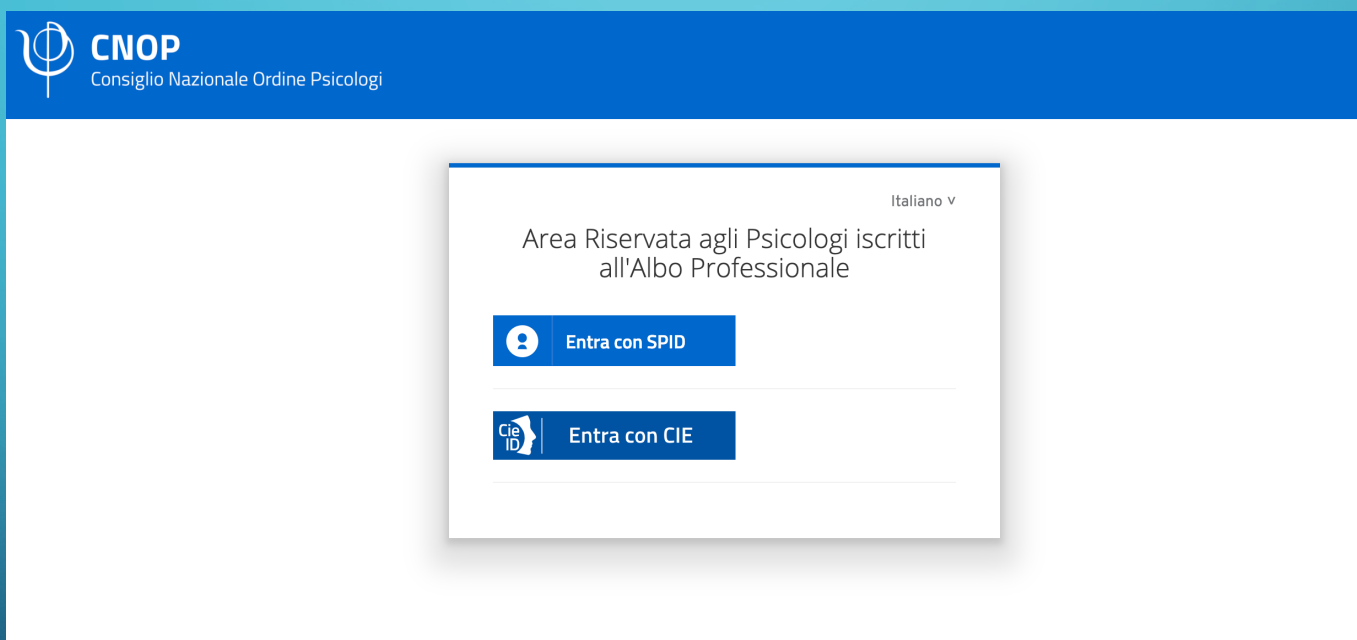 CNOP
Consiglio Nazionale Ordine Psicologi
Italiano v
Area Riservata agli Psicologi iscritti
all'Albo Professionale
Entra con SPID
Cie
ID
Entra con CIE